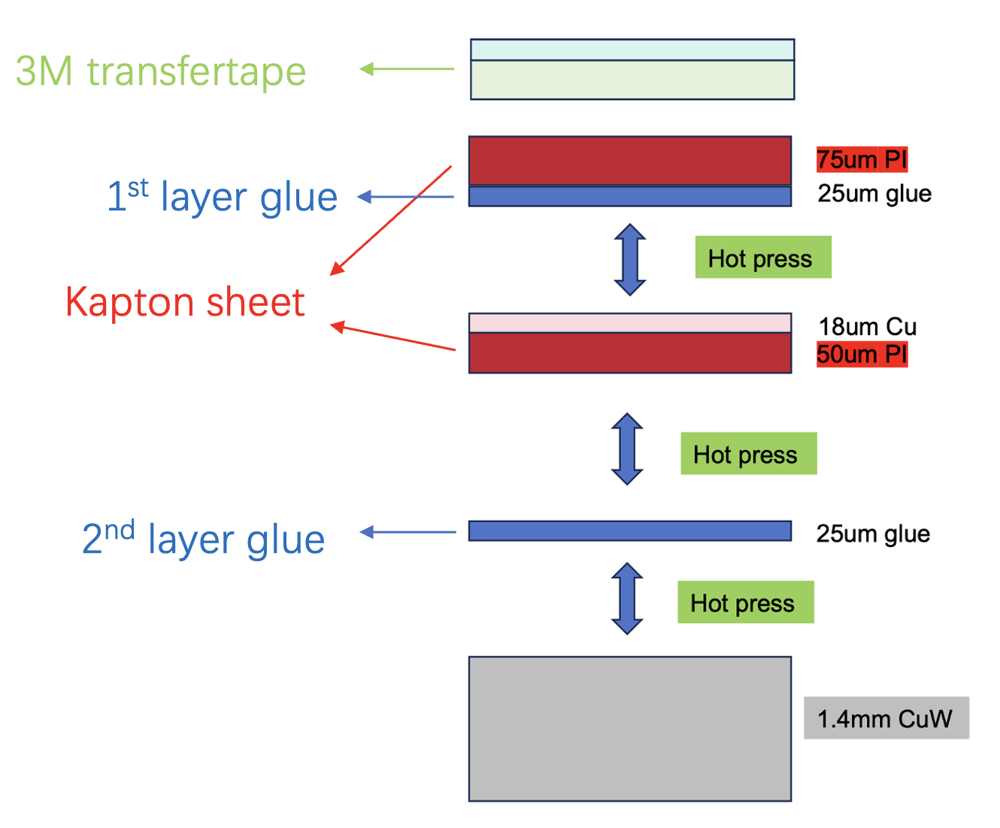 3M transfertape
75um PI
1st layer glue
25um glue
Hot press
Kapton sheet
18um Cu
50um PI
Hot press
2nd layer glue
25um glue
Hot press
1.4mm CuW